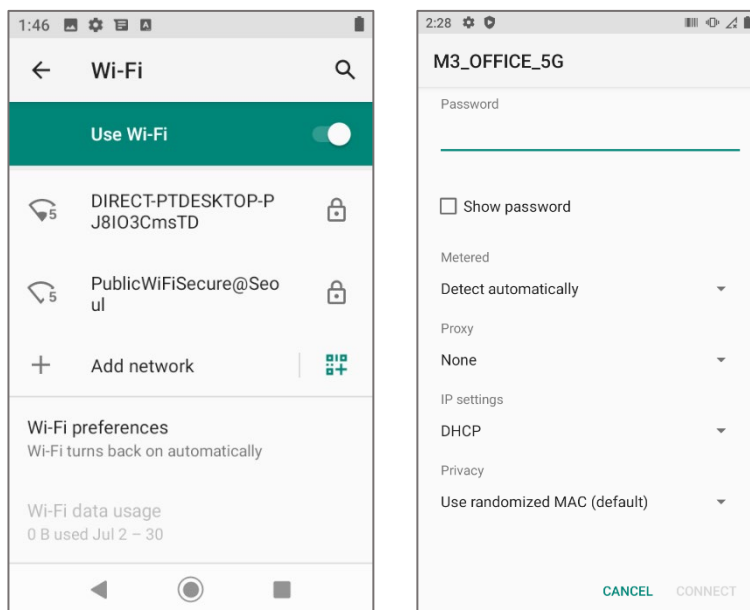 1:46
Wi-Fi
Use Wi-Fi
5
DIRECT-PTDESKTOP-P
J8IO3CmsTD
5
PublicWiFiSecure@Seo
ul
Add network
Wi-Fi preferences
Wi-Fi turns back on automatically
Wi-Fi data usage
0 B used Jul 2 – 30
2:28
M3_OFFICE_5G
Password
Show password
Metered
Detect automatically
Proxy
None
IP settings
DHCP
Privacy
Use randomized MAC (default)
CANCEL CONNECT